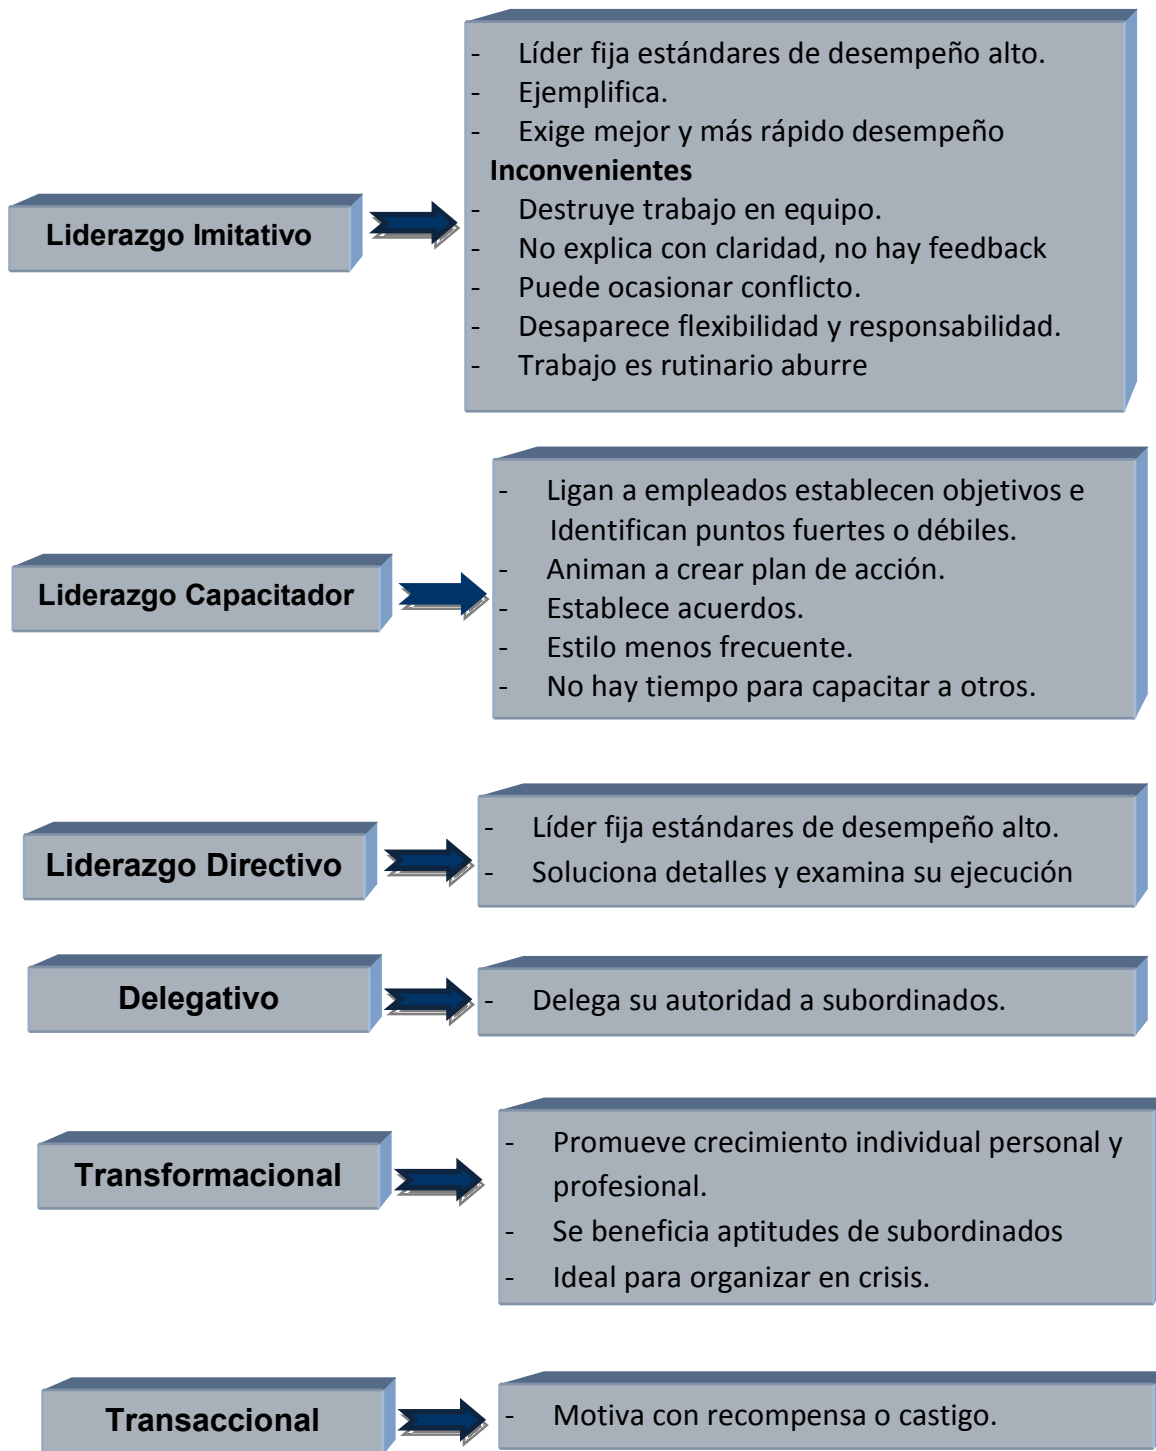 Liderazgo Imitativo
- Líder fija estándares de desempeño alto.
- Ejemplifica.
- Exige mejor y más rápido desempeño
Inconvenientes
- Destruye trabajo en equipo.
- No explica con claridad, no hay feedback
- Puede ocasionar conflicto.
- Desaparece flexibilidad y responsabilidad.
- Trabajo es rutinario aburre
Liderazgo Capacitador
- Ligan a empleados establecen objetivos e
Identifican puntos fuertes o débiles.
- Animan a crear plan de acción.
- Establece acuerdos.
- Estilo menos frecuente.
- No hay tiempo para capacitar a otros.
Liderazgo Directivo
- Líder fija estándares de desempeño alto.
- Soluciona detalles y examina su ejecución
Delegativo
- Delega su autoridad a subordinados.
Transformacional
- Promueve crecimiento individual personal y
profesional.
- Se beneficia aptitudes de subordinados
- Ideal para organizar en crisis.
Transaccional
- Motiva con recompensa o castigo.